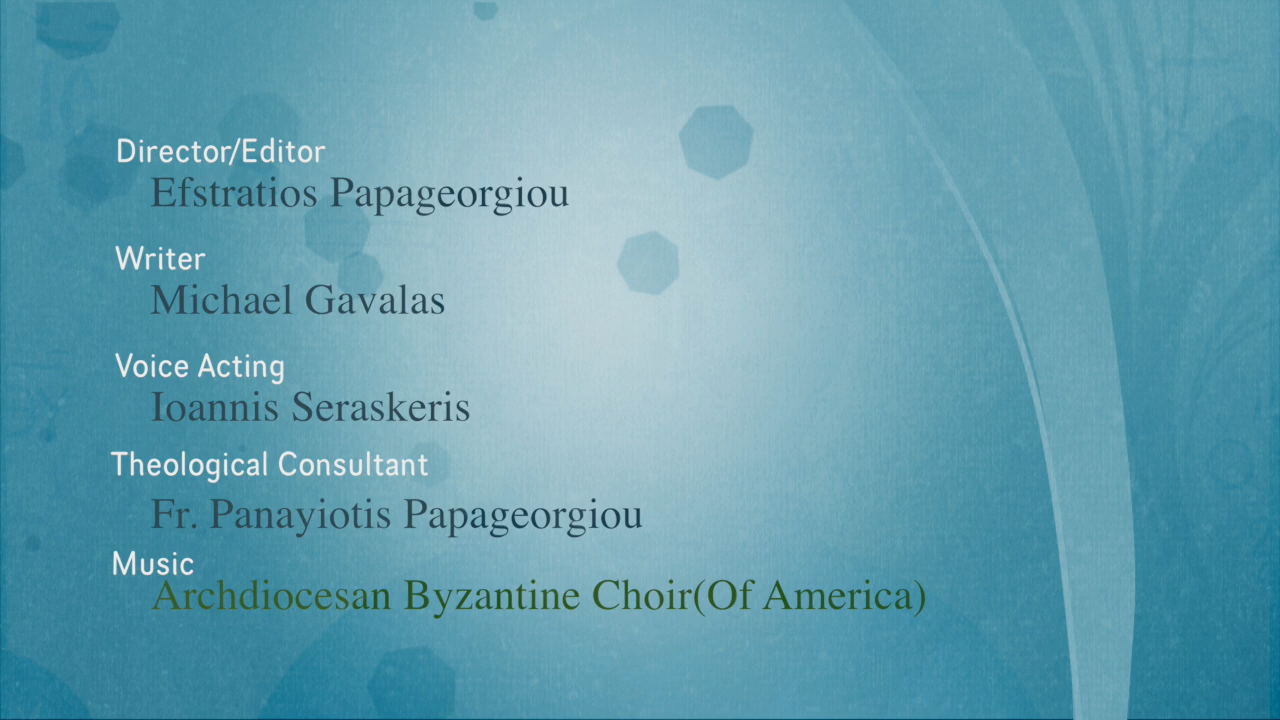 Director/Editor
Efstratios Papageorgiou
Writer
Michael Gavalas
Voice Acting
Ioannis Seraskeris
Theological Consultant
Fr. Panayiotis Papageorgiou
Music
Archdiocesan Byzantine Choir(Of America)